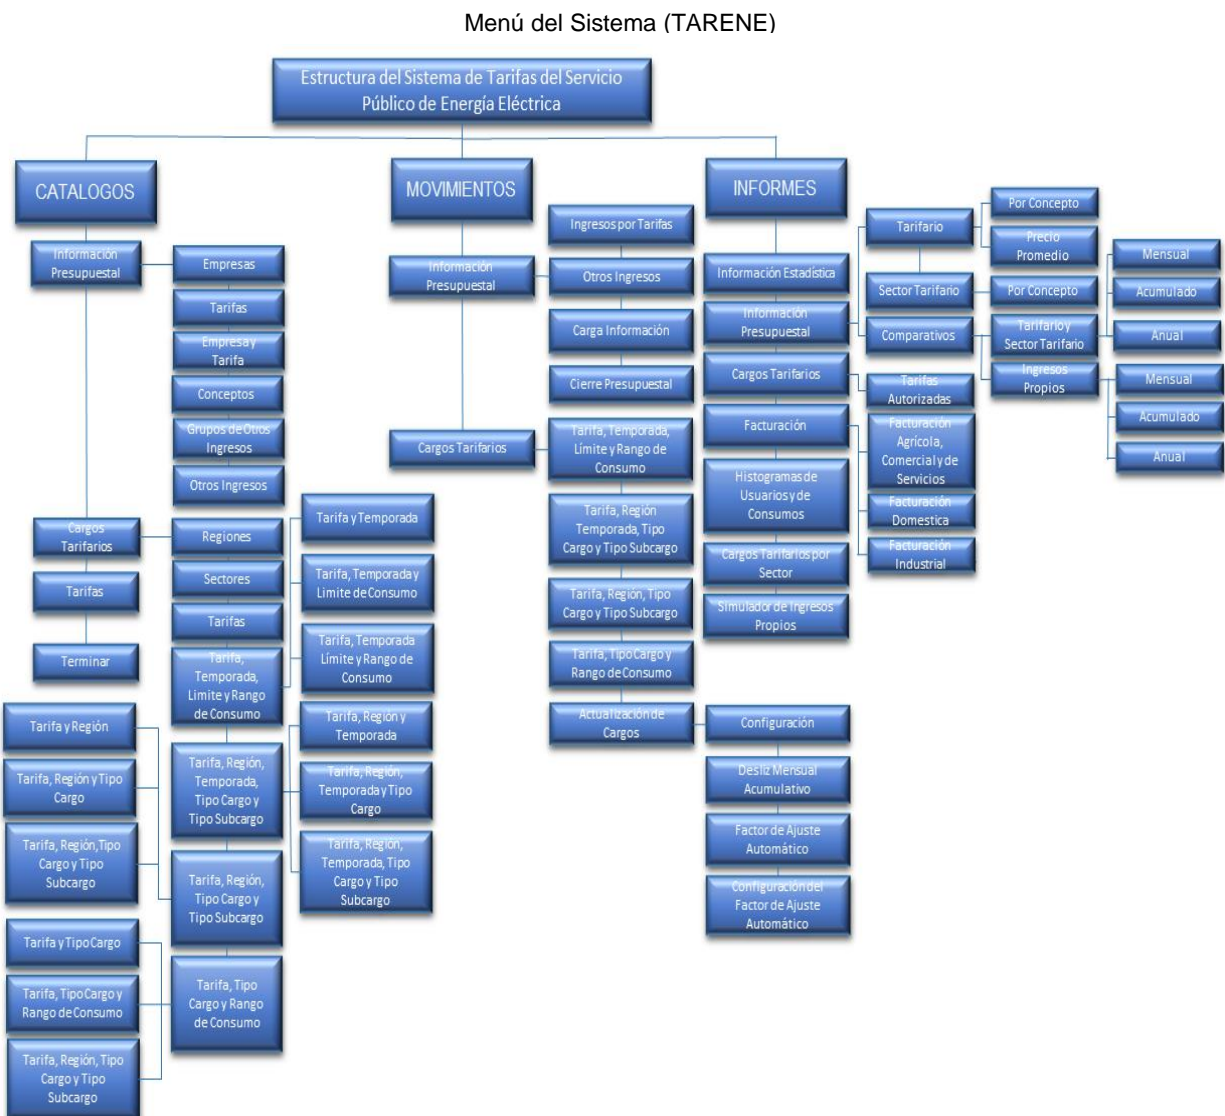 Menú del Sistema (TARENE)
Estructura del Sistema de Tarifas del Servicio
Público de Energía Eléctrica
CATALOGOS
Información
Presupuestal
Empresas
Tarifas
Empresa y
Tarifa
Conceptos
Grupos de Otros
Ingresos
Otros Ingresos
Cargos
Tarifarios
Tarifas
Terminar
Regiones
Sectores
Tarifas
Tarifa,
Temporada,
Limite y Rango
de Consumo
Tarifa y Temporada
Tarifa, Temporada y
Limite de Consumo
Tarifa, Temporada
Límite y Rango de
Consumo
Tarifa, Región,
Temporada,
Tipo Cargo y
Tipo Subcargo
Tarifa, Región y
Temporada
Tarifa, Región,
Temporada y Tipo
Cargo
Tarifa, Región,
Temporada, Tipo
Cargo y Tipo
Subcargo
Tarifa y Región
Tarifa, Región y Tipo
Cargo
Tarifa, Región,Tipo
Cargo y Tipo
Subcargo
Tarifa, Región,
Tipo Cargo y
Tipo Subcargo
Tarifa y Tipo Cargo
Tarifa, Tipo Cargo y
Rango de Consumo
Tarifa, Región, Tipo
Cargo y Tipo
Subcargo
Tarifa, Tipo
Cargo y Rango
de Consumo
MOVIMIENTOS
Información
Presupuestal
Ingresos por Tarifas
Otros Ingresos
Carga Información
Cierre Presupuestal
Cargos Tarifarios
Tarifa, Temporada,
Límite y Rango de
Consumo
Tarifa, Región
Temporada, Tipo
Cargo y Tipo Subcargo
Tarifa, Región, Tipo
Cargo y Tipo Subcargo
Tarifa, Tipo Cargo y
Rango de Consumo
Actualización de
Cargos
Configuración
Desliz Mensual
Acumulativo
Factor de Ajuste
Automático
Configuración del
Factor de Ajuste
Automático
INFORMES
Información Estadística
Información
Presupuestal
Cargos Tarifarios
Facturación
Histogramas de
Usuarios y de
Consumos
Cargos Tarifarios por
Sector
Simulador de Ingresos
Propios
Tarifario
Por Concepto
Precio
Promedio
Sector Tarifario
Por Concepto
Comparativos
Tarifario y
Sector Tarifario
Mensual
Acumulado
Anual
Ingresos
Propios
Mensual
Acumulado
Anual
Tarifas
Autorizadas
Facturación
Agrícola,
Comercial y de
Servicios
Facturación
Domestica
Facturación
Industrial